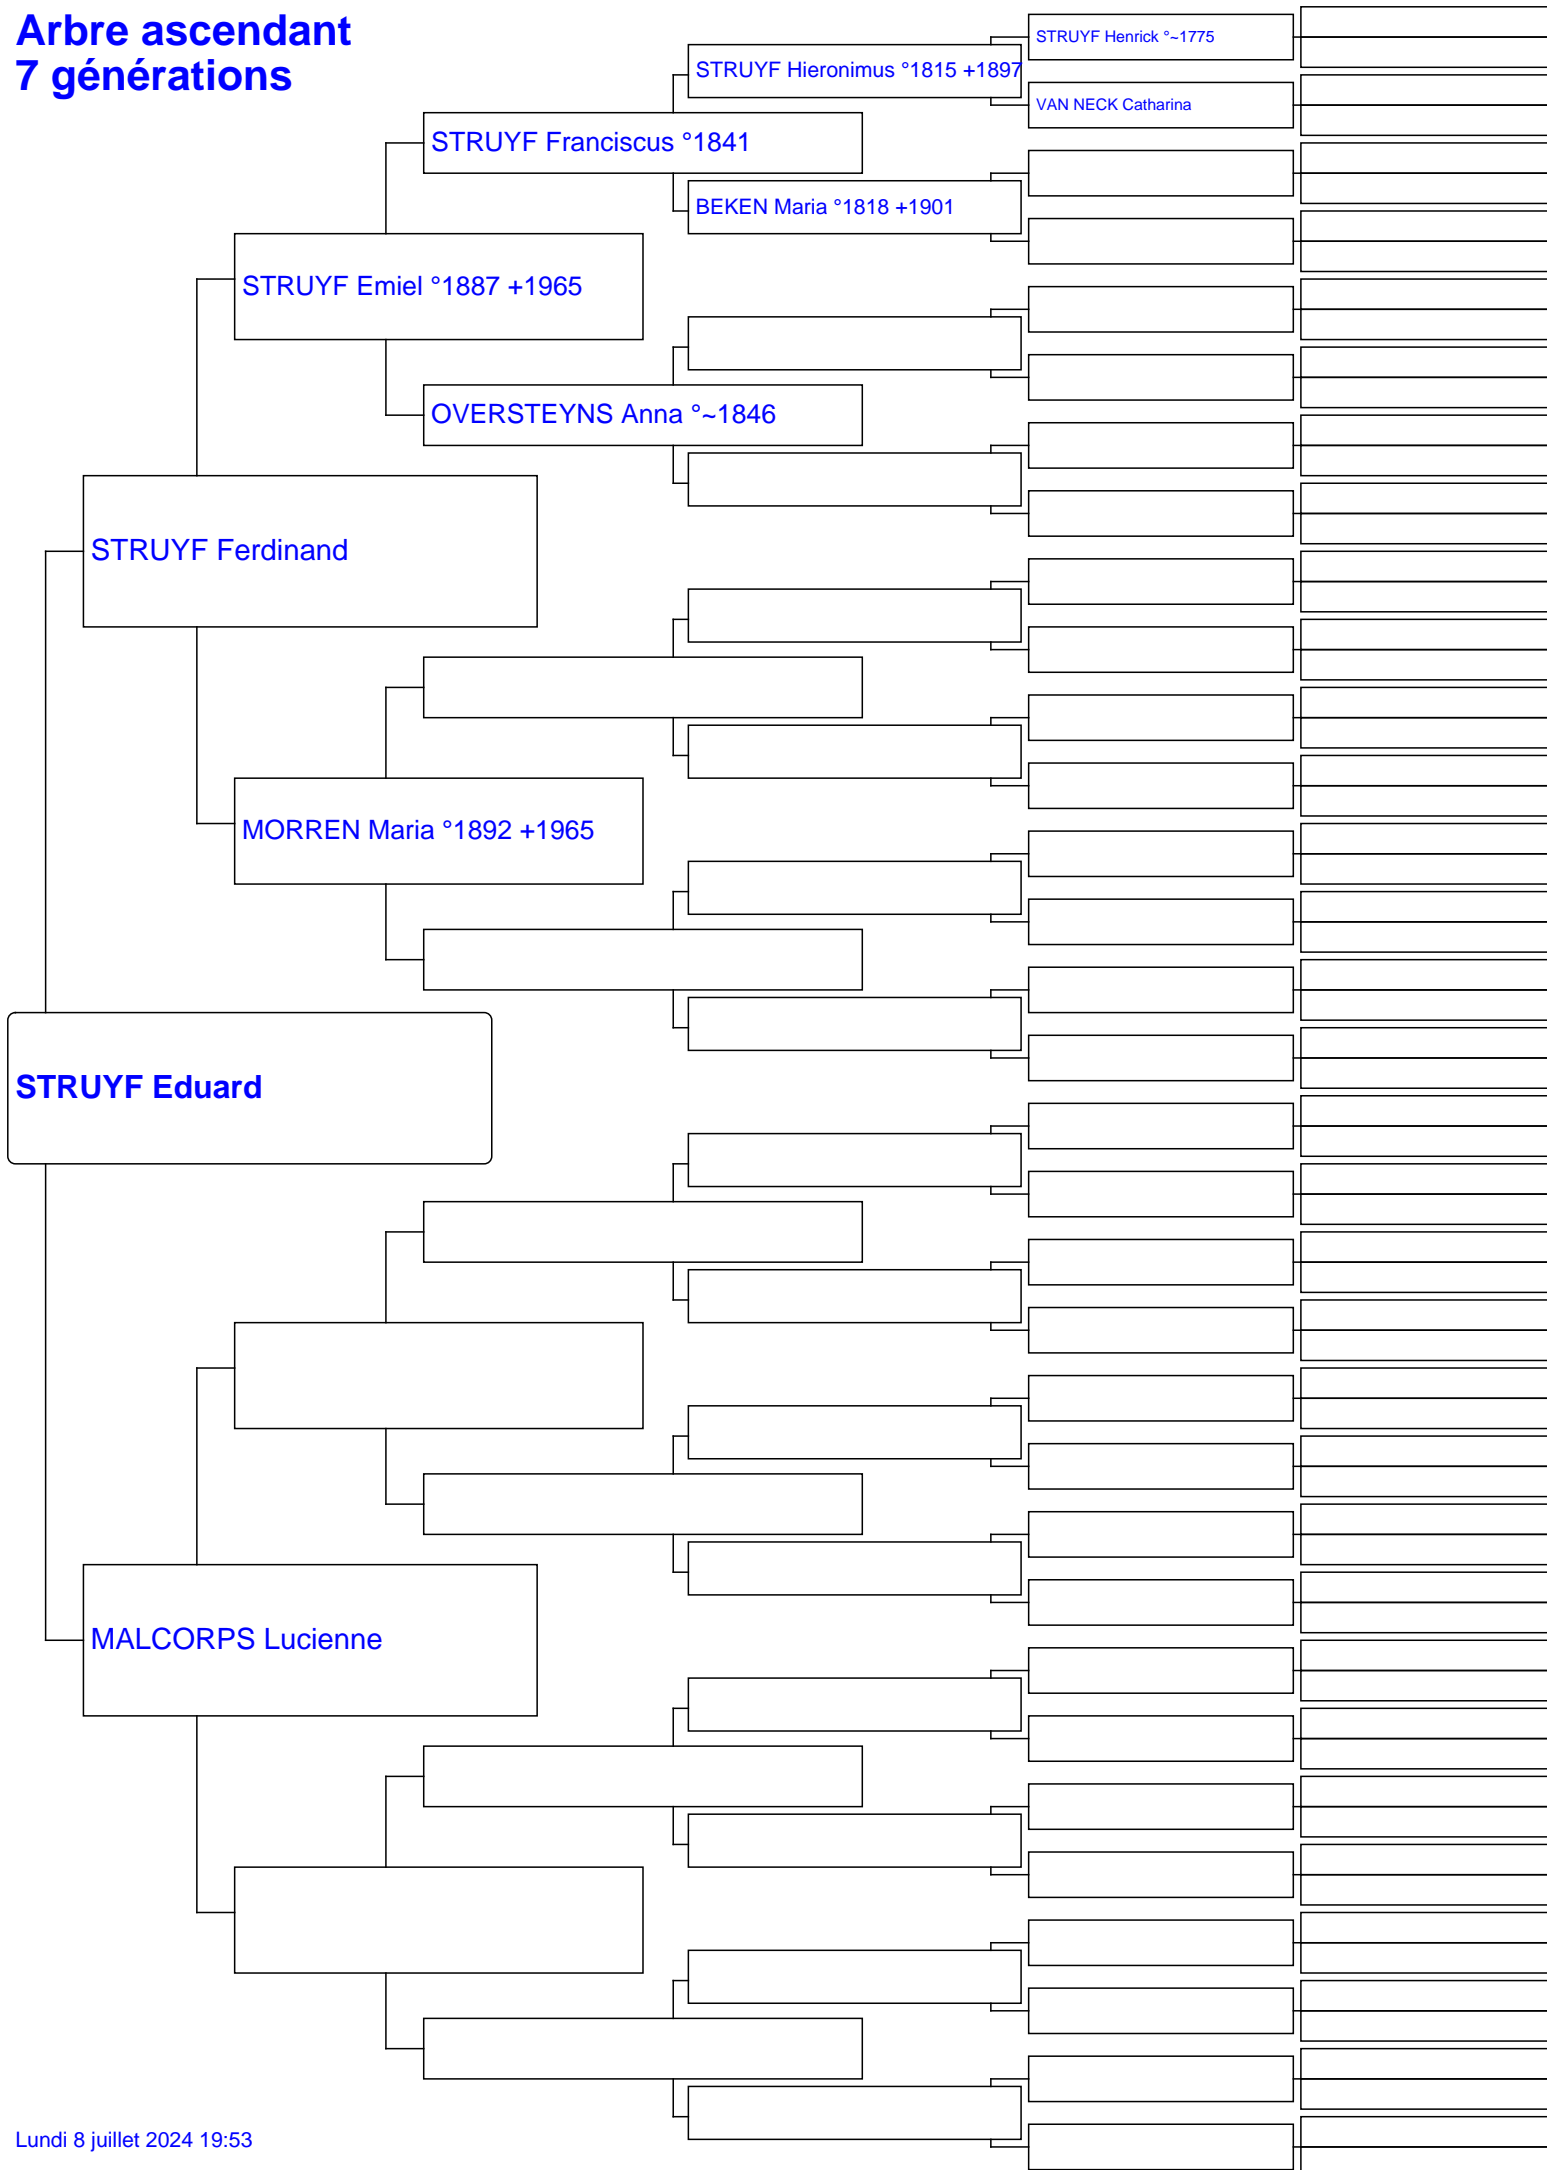 Arbre ascendant
7 générations
STRUYF Henrick °~1775
STRUYF Hieronimus °1815 +1897
VAN NECK Catharina
STRUYF Franciscus °1841
BEKEN Maria °1818 +1901
STRUYF Emiel °1887 +1965
OVERSTEYNS Anna °~1846
STRUYF Ferdinand
MORREN Maria °1892 +1965
STRUYF Eduard
MALCORPS Lucienne
Lundi 8 juillet 2024 19:53